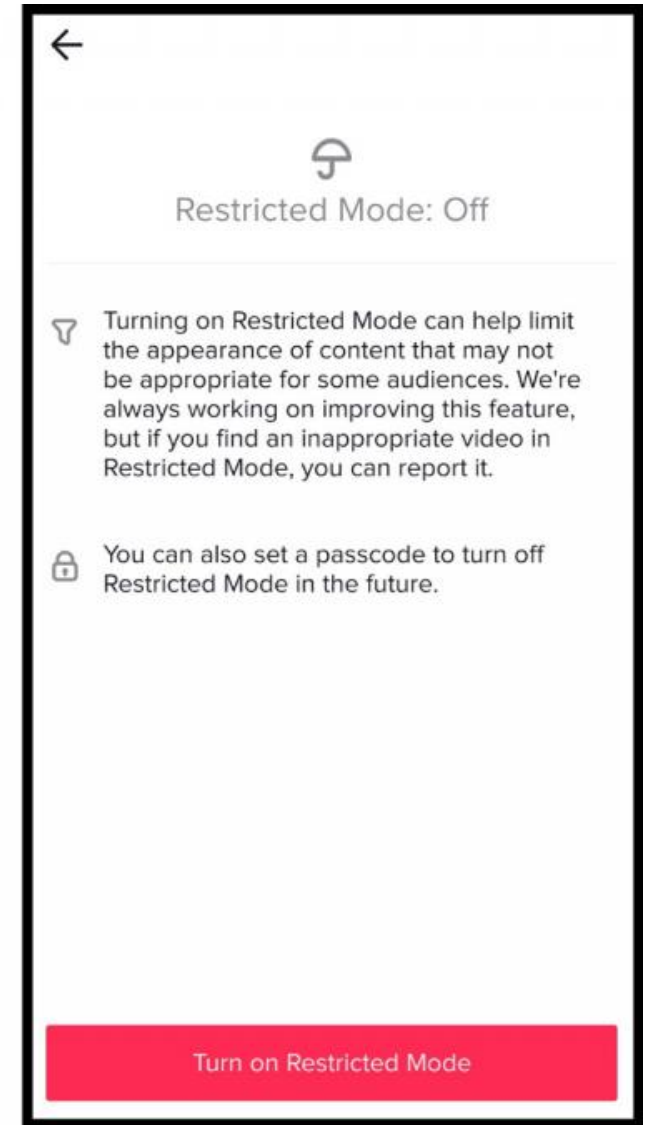 Restricted Mode: Off
Turning on Restricted Mode can help limit
the appearance of content that may not
be appropriate for some audiences. We're
always working on improving this feature,
but if you find an inappropriate video in
Restricted Mode, you can report it.
You can also set a passcode to turn off
Restricted Mode in the future.
Turn on Restricted Mode